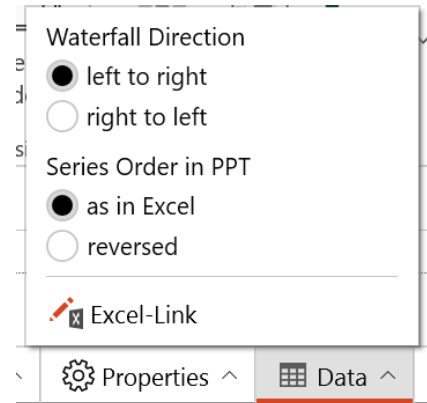 Waterfall Direction
left to right
right to left
Series Order in PPT
as in Excel
reversed
Excel-Link
Properties
Data